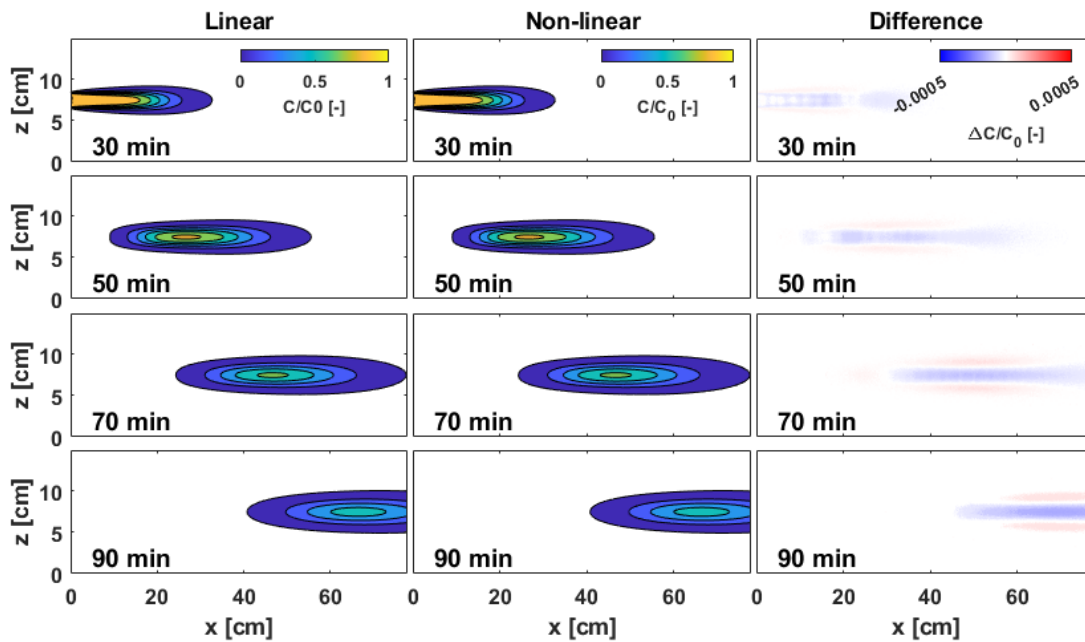 Linear Non-linear Difference
z [cm] 10 5 0 0 0.5 1 C/C0 [-] 30 min
0 0.5 1 C/C0 [-] 30 min
-0.0005 0.0005 ΔC/C0 [-] 30 min
z [cm] 10 5 0 50 min 50 min 50 min
z [cm] 10 5 0 70 min 70 min 70 min
z [cm] 10 5 0 90 min 90 min 90 min
0 20 40 60 0 20 40 60 0 20 40 60
x [cm] x [cm] x [cm]